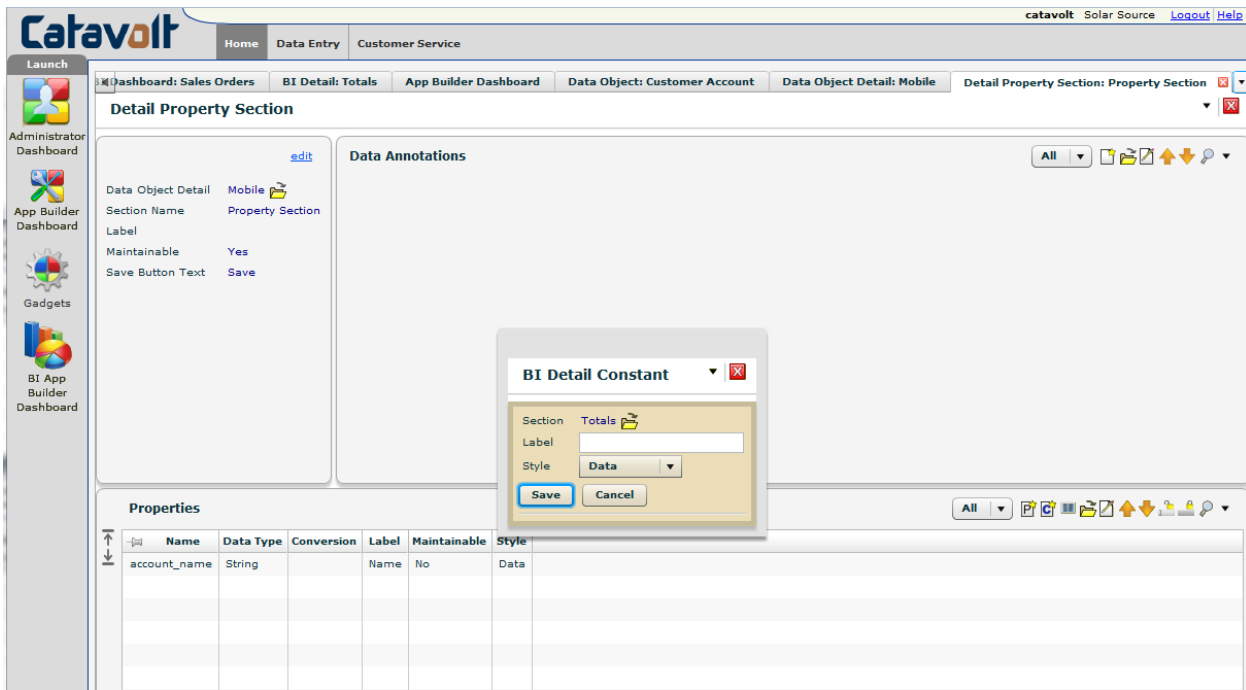 catavolt Solar Source Logout Help
Catavolt
Home Data Entry Customer Service
Launch
Dashboard: Sales Orders BI Detail: Totals App Builder Dashboard Data Object: Customer Account Data Object Detail: Mobile Detail Property Section: Property Section
Detail Property Section
Administrator
Dashboard
App Builder
Dashboard
Gadgets
BI App
Builder
Dashboard
edit
Data Object Detail Mobile
Section Name Property Section
Label
Maintainable Yes
Save Button Text Save
Data Annotations All
BI Detail Constant
Section Totals
Label
Style Data
Save Cancel
Properties All
Name Data Type Conversion Label Maintainable Style
account_name String Name No Data